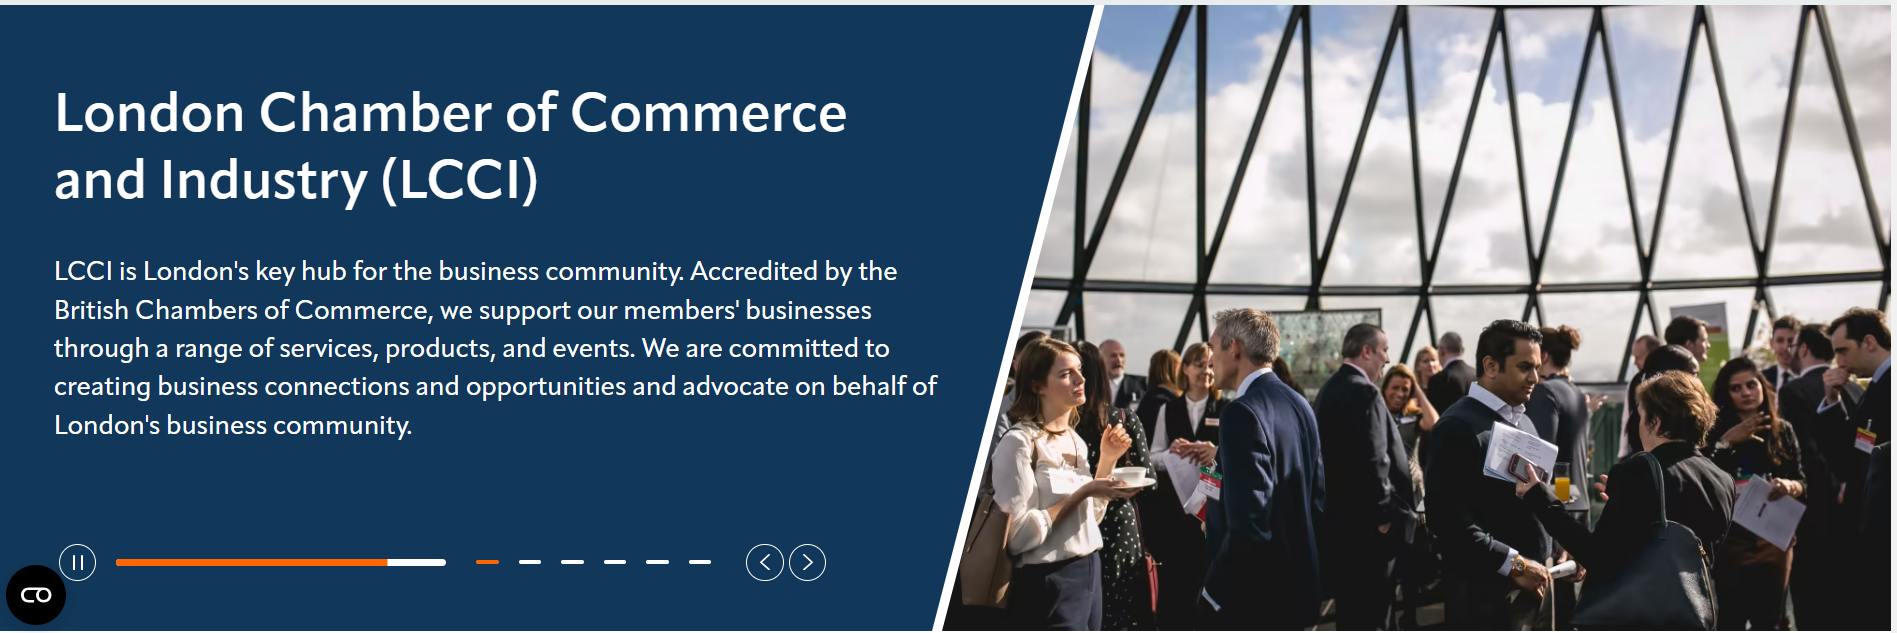 London Chamber of Commerce
and Industry (LCCI)
LCCI is London's key hub for the business community. Accredited by the
British Chambers of Commerce, we support our members' businesses
through a range of services, products, and events. We are committed to
creating business connections and opportunities and advocate on behalf of
London's business community.